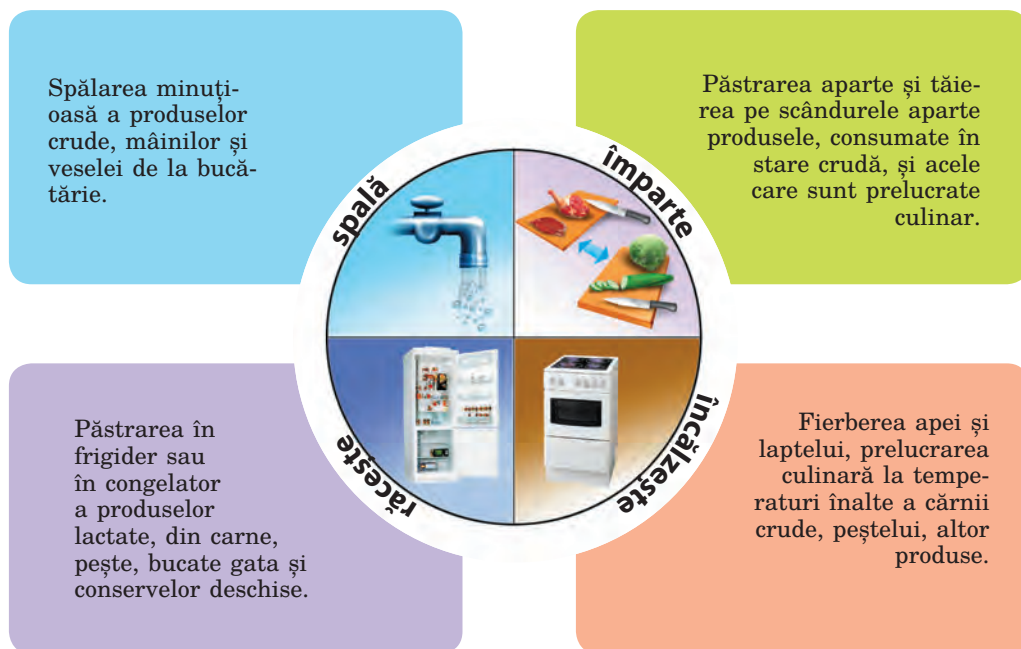 Spălarea minuți-
oasă a produselor
crude, mâinilor și
veselei de la bucă-
tărie.
Păstrarea aparte și tăie-
rea pe scândurele aparte
produsele, consumate în
stare crudă, și acele
care sunt prelucrate
culinar.
spală
împarte
răcește
încălzește
Păstrarea în
frigider sau
în congelator
a produselor
lactate, din carne,
pește, bucate gata și
conservelor deschise.
Fierberea apei și
laptelui, prelucrarea
culinară la tempe-
raturi înalte a cărnii
crude, peștelui, altor
produse.